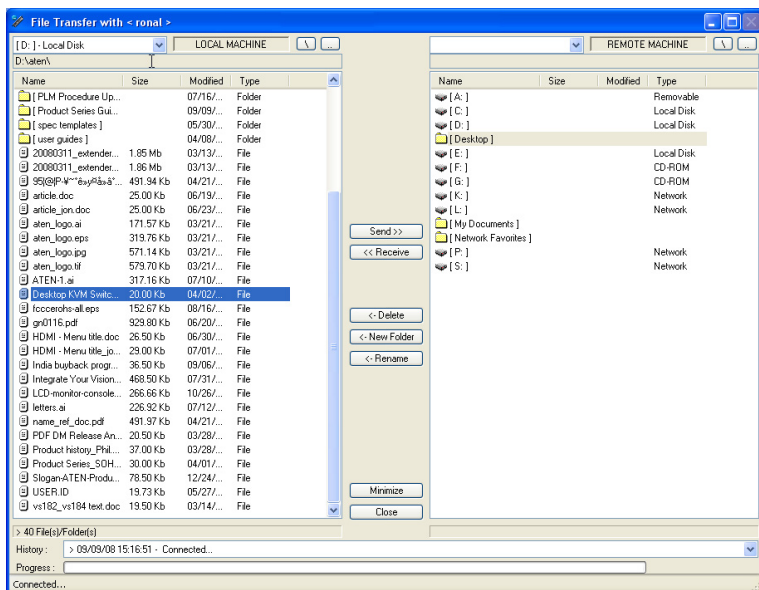 File Transfer with < ronal >
[ D: ] - Local Disk LOCAL MACHINE \ ..
REMOTE MACHINE \ ..
D:\aten\
Name Size Modified Type
[ PLM Procedure Up... 07/16/... Folder
[ Product Series Gui... 09/09/... Folder
[ spec templates ] 05/30/... Folder
[ user guides ] 04/08/... Folder
20080311_extender... 1.85 Mb 03/13/... File
20080311_extender... 1.86 Mb 03/13/... File
491.94 Kb 04/21/... File
article.doc 25.00 Kb 06/19/... File
article_jon.doc 25.00 Kb 06/23/... File
aten_logo.ai 171.57 Kb 03/21/... File
aten_logo.eps 319.76 Kb 03/21/... File
aten_logo.jpg 571.14 Kb 03/21/... File
aten_logo.tif 579.70 Kb 03/21/... File
ATEN-1.ai 317.16 Kb 07/10/... File
Desktop KVM Switc... 20.00 Kb 04/02/... File
fcccerohs-all.eps 152.67 Kb 08/16/... File
gn0116.pdf 929.80 Kb 06/20/... File
HDMI - Menu title.doc 26.50 Kb 06/30/... File
HDMI - Menu title_jo... 29.00 Kb 07/01/... File
India buyback progr... 36.50 Kb 09/06/... File
Integrate Your Vision... 468.50 Kb 07/31/... File
LCD-monitor-console... 266.66 Kb 10/26/... File
letters.ai 226.92 Kb 07/12/... File
name_ref_doc.pdf 491.97 Kb 04/21/... File
PDF DM Release An... 20.50 Kb 03/28/... File
Product history_Phil.... 37.00 Kb 03/28/... File
Product Series_SOH... 30.00 Kb 04/01/... File
Slogan-ATEN-Produ... 78.50 Kb 12/24/... File
USER.ID 19.73 Kb 05/27/... File
vs182_vs184 text.doc 19.50 Kb 03/14/... File
> 40 File(s)/Folder(s)
Send >>
<< Receive
<- Delete
<- New Folder
<- Rename
Minimize
Close
Name Size Modified Type
[ A: ] Removable
[ C: ] Local Disk
[ D: ] Local Disk
[ Desktop ]
[ E: ] Local Disk
[ F: ] CD-ROM
[ G: ] CD-ROM
[ K: ] Network
[ L: ] Network
[ My Documents ]
[ Network Favorites ]
[ P: ] Network
[ S: ] Network
History : > 09/09/08 15:16:51 - Connected...
Progress :
Connected...